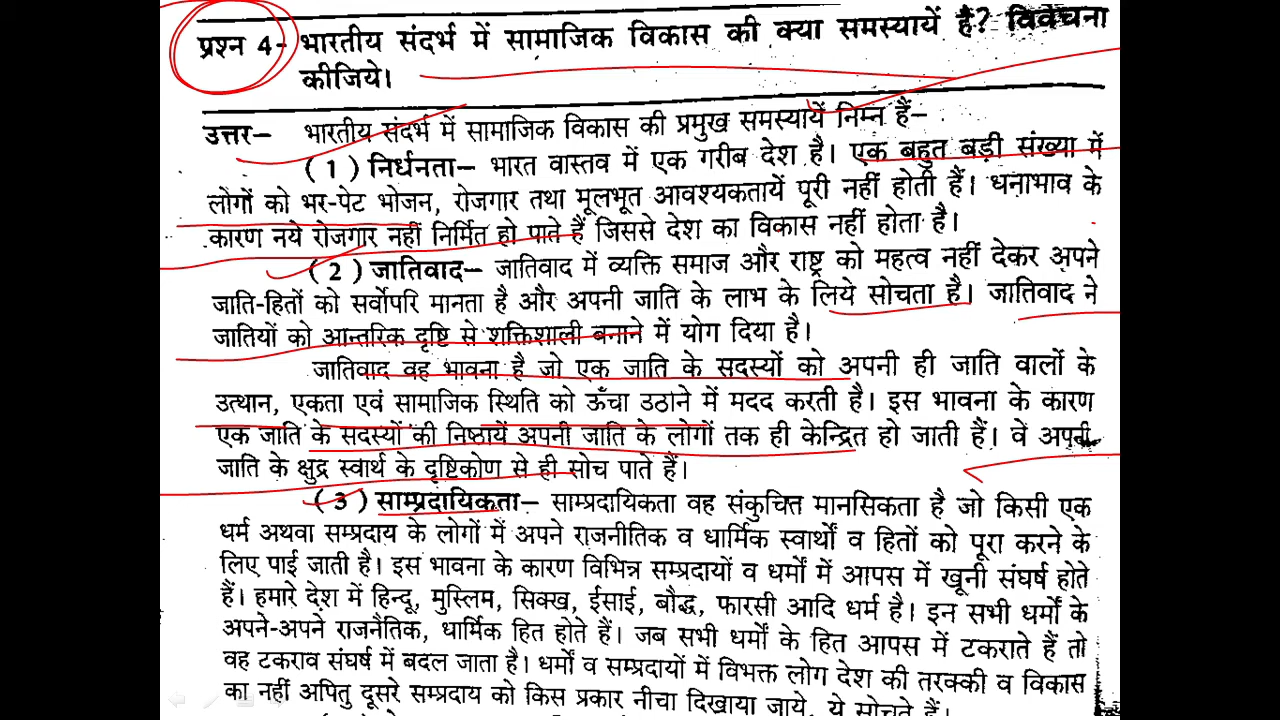 प्रश्न 4- भारतीय संदर्भ में सामाजिक विकास की क्या समस्यायें है? विवेचना
कीजिये।
उत्तर– भारतीय संदर्भ में सामाजिक विकास की प्रमुख समस्यायें निम्न हैं–
( 1 ) निर्धनता– भारत वास्तव में एक गरीब देश है। एक बहुत बड़ी संख्या में
लोगों को भर-पेट भोजन, रोजगार तथा मूलभूत आवश्यकतायें पूरी नहीं होती हैं। धनाभाव के
कारण नये रोजगार नहीं निर्मित हो पाते हैं जिससे देश का विकास नहीं होता है।
( 2 ) जातिवाद– जातिवाद में व्यक्ति समाज और राष्ट्र को महत्व नहीं देकर अपने
जाति-हितों को सर्वोपरि मानता है और अपनी जाति के लाभ के लिये सोचता है। जातिवाद ने
जातियों को आन्तरिक दृष्टि से शक्तिशाली बनाने में योग दिया है।
जातिवाद वह भावना है जो एक जाति के सदस्यों को अपनी ही जाति वालों के
उत्थान, एकता एवं सामाजिक स्थिति को ऊँचा उठाने में मदद करती है। इस भावना के कारण
एक जाति के सदस्यों की निष्ठायें अपनी जाति के लोगों तक ही केन्द्रित हो जाती हैं। वे अपनी
जाति के क्षुद्र स्वार्थ के दृष्टिकोण से ही सोच पाते हैं।
( 3 ) साम्प्रदायिकता– साम्प्रदायिकता वह संकुचित मानसिकता है जो किसी एक
धर्म अथवा सम्प्रदाय के लोगों में अपने राजनीतिक व धार्मिक स्वार्थों व हितों को पूरा करने के
लिए पाई जाती है। इस भावना के कारण विभिन्न सम्प्रदायों व धर्मों में आपस में खूनी संघर्ष होते
हैं। हमारे देश में हिन्दू, मुस्लिम, सिक्ख, ईसाई, बौद्ध, फारसी आदि धर्म है। इन सभी धर्मों के
अपने-अपने राजनैतिक, धार्मिक हित होते हैं। जब सभी धर्मों के हित आपस में टकराते हैं तो
वह टकराव संघर्ष में बदल जाता है। धर्मों व सम्प्रदायों में विभक्त लोग देश की तरक्की व विकास
का नहीं अपितु दूसरे सम्प्रदाय को किस प्रकार नीचा दिखाया जाये, ये सोचते हैं।